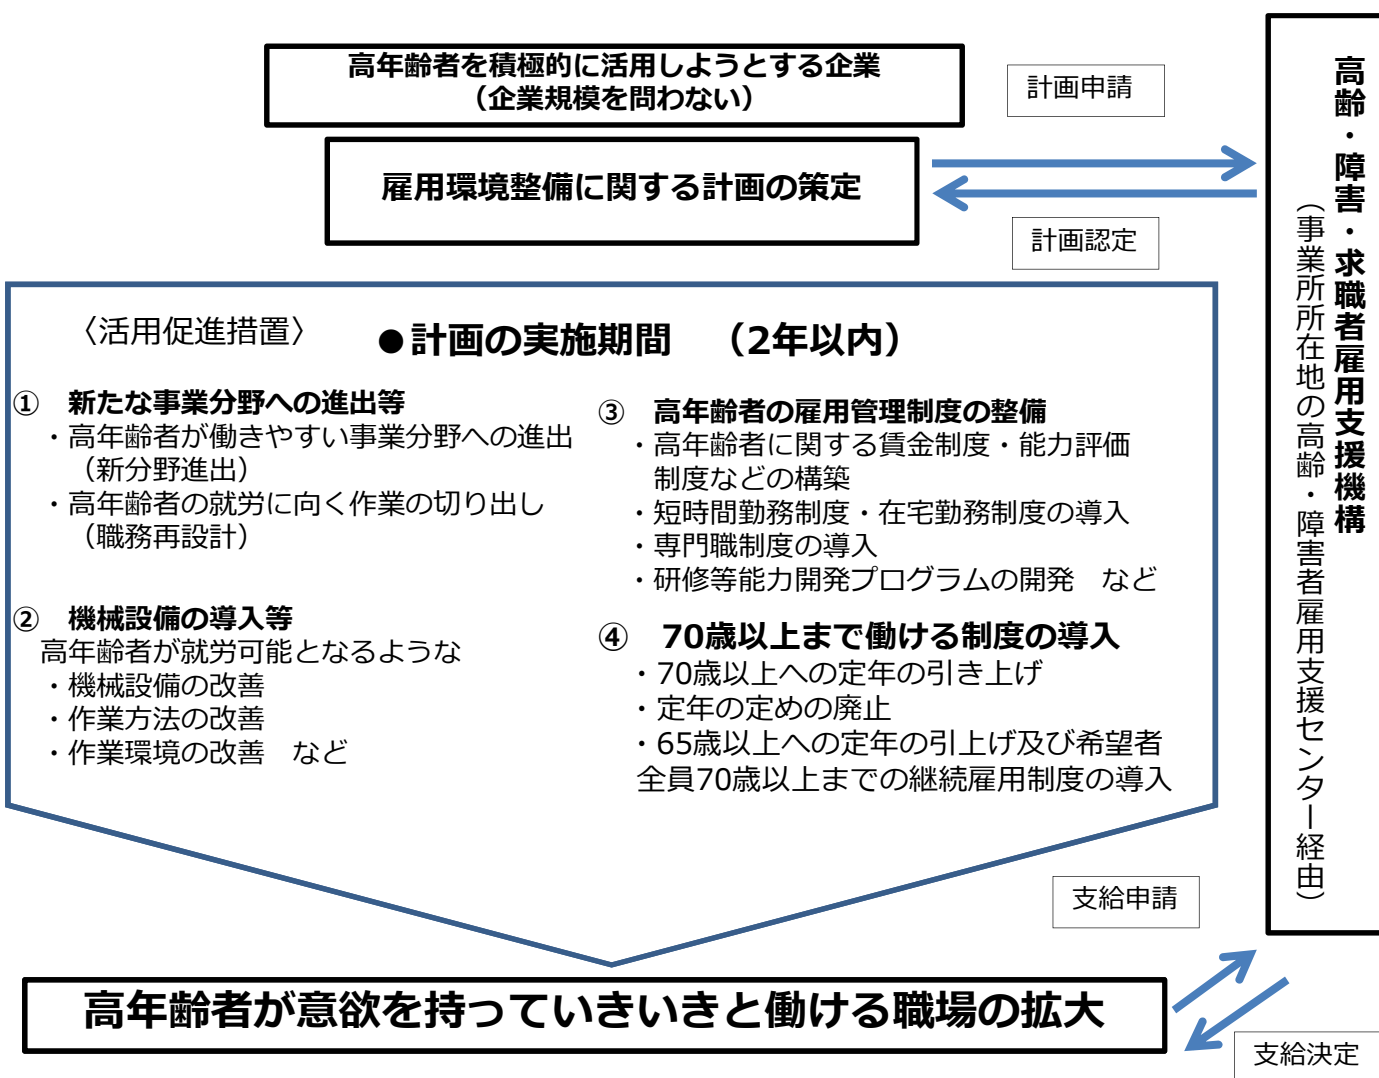 高年齢者を積極的に活用しようとする企業
（企業規模を問わない）
計画申請
雇用環境整備に関する計画の策定
計画認定
高齢・障害・求職者雇用支援機構
（事業所所在地の高齢・障害者雇用支援センター経由）
〈活用促進措置〉
●計画の実施期間　（2年以内）
①　新たな事業分野への進出等
・高年齢者が働きやすい事業分野への進出
（新分野進出）
・高年齢者の就労に向く作業の切り出し
（職務再設計）
②　機械設備の導入等
高年齢者が就労可能となるような
・機械設備の改善
・作業方法の改善
・作業環境の改善　など
③　高年齢者の雇用管理制度の整備
・高年齢者に関する賃金制度・能力評価
制度などの構築
・短時間勤務制度・在宅勤務制度の導入
・専門職制度の導入
・研修等能力開発プログラムの開発　など
④　70歳以上まで働ける制度の導入
・70歳以上への定年の引き上げ
・定年の定めの廃止
・65歳以上への定年の引上げ及び希望者
全員70歳以上までの継続雇用制度の導入
支給申請
高年齢者が意欲を持っていきいきと働ける職場の拡大
支給決定